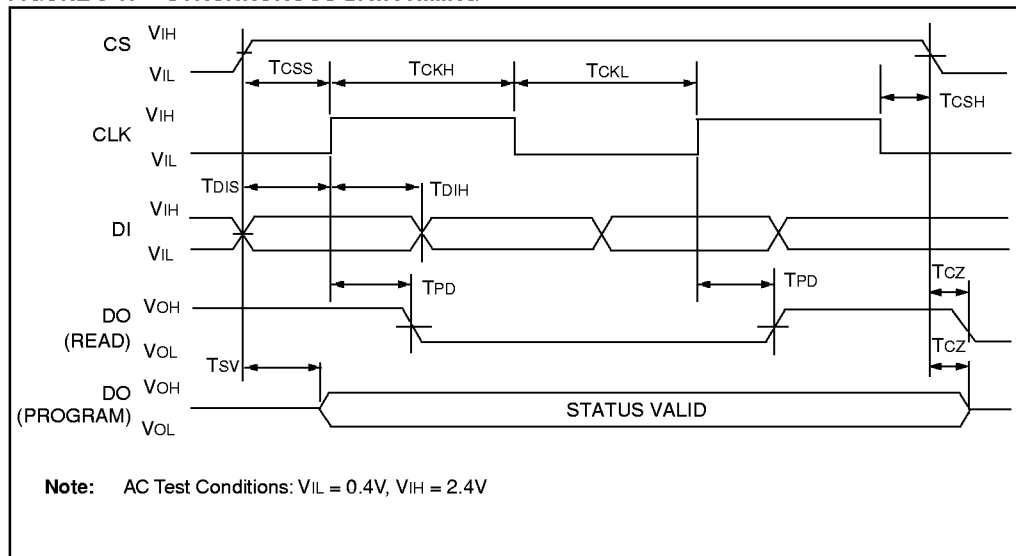 CS VIH
VIL
TCSS TCKH TCKL
TCSH
CLK VIH
VIL
TDIS TDIH
DI VIH
VIL
TPD TPD TCZ
DO (READ) VOH
VOL
TSV TCZ
DO (PROGRAM) VOH
VOL
STATUS VALID
Note: AC Test Conditions: VIL = 0.4V, VIH = 2.4V